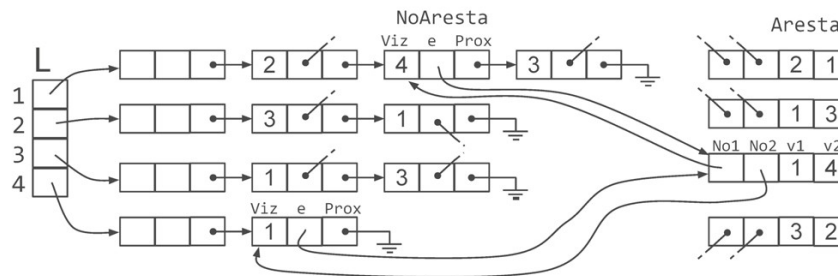 NoAresta Aresta
Viz e Prox
L
2 4 3 2 1
1
2 3 1 1 3
3
No1 No2 v1 v2
1 3 1 4
4
Viz e Prox
1 3 2